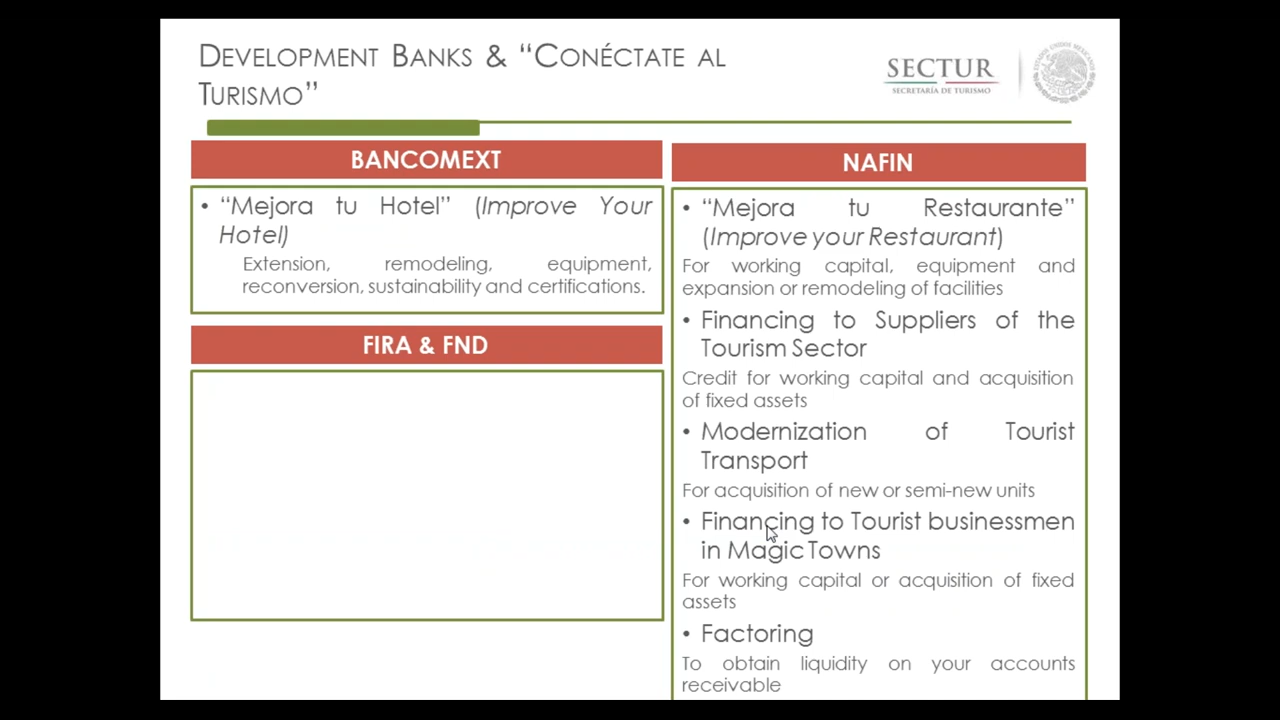 DEVELOPMENT BANKS & “CONÉCTATE AL
TURISMO”
SECTUR
SECRETARÍA DE TURISMO
BANCOMEXT
• “Mejora tu Hotel” (Improve Your
Hotel)
Extension, remodeling, equipment,
reconversion, sustainability and certifications.
FIRA & FND
NAFIN
• “Mejora tu Restaurante”
(Improve your Restaurant)
For working capital, equipment and
expansion or remodeling of facilities
• Financing to Suppliers of the
Tourism Sector
Credit for working capital and acquisition
of fixed assets
• Modernization of Tourist
Transport
For acquisition of new or semi-new units
• Financing to Tourist businessmen
in Magic Towns
For working capital or acquisition of fixed
assets
• Factoring
To obtain liquidity on your accounts
receivable